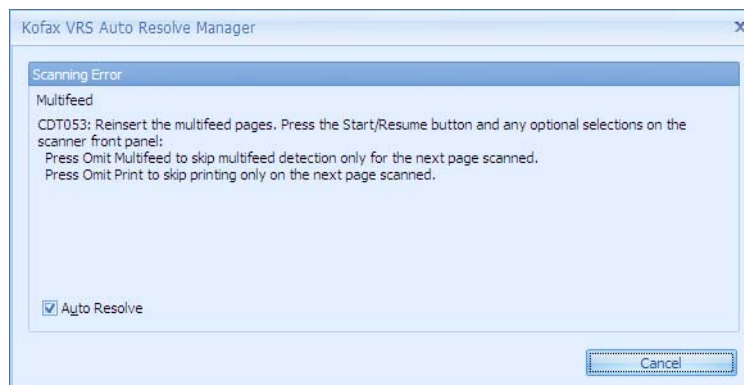 Kofax VRS Auto Resolve Manager
Scanning Error
Multifeed
CDT053: Reinsert the multifeed pages. Press the Start/Resume button and any optional selections on the
scanner front panel:
Press Omit Multifeed to skip multifeed detection only for the next page scanned.
Press Omit Print to skip printing only on the next page scanned.
Auto Resolve
Cancel